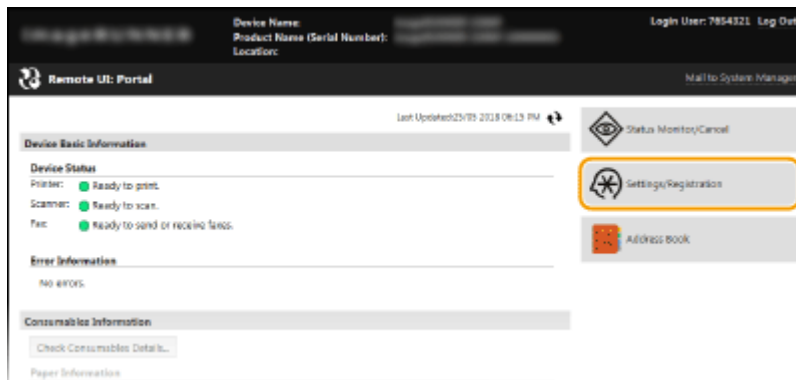 Device Name:
Product Name (Serial Number):
Location:
Login User: 7654321 Log Out
Remote UI: Portal
Mail to System Manager
Last Updated:25/05 2018 06:13 PM
Device Basic Information
Device Status
Printer: Ready to print.
Scanner: Ready to scan.
Fax: Ready to send or receive faxes.
Error Information
No errors.
Consumables Information
Check Consumables Details...
Paper Information
Status Monitor/Cancel
Settings/Registration
Address Book